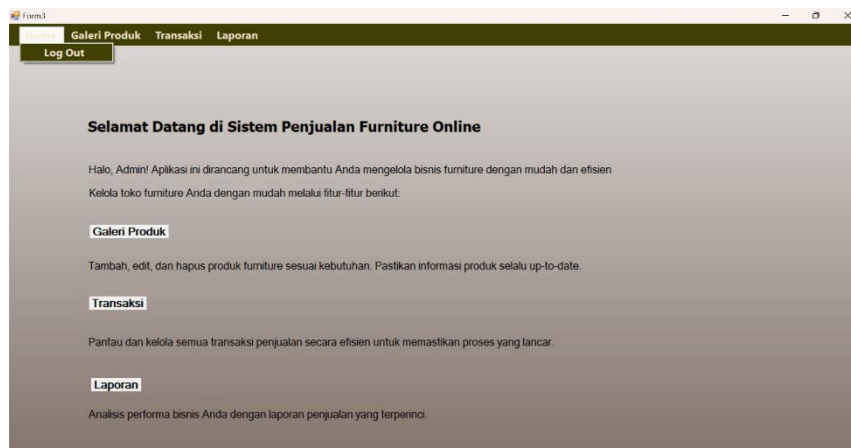 Form3
Home Galeri Produk Transaksi Laporan
Log Out
Selamat Datang di Sistem Penjualan Furniture Online
Halo, Admin! Aplikasi ini dirancang untuk membantu Anda mengelola bisnis furniture dengan mudah dan efisien
Kelola toko furniture Anda dengan mudah melalui fitur-fitur berikut:
Galeri Produk
Tambah, edit, dan hapus produk furniture sesuai kebutuhan. Pastikan informasi produk selalu up-to-date.
Transaksi
Pantau dan kelola semua transaksi penjualan secara efisien untuk memastikan proses yang lancar.
Laporan
Analisis performa bisnis Anda dengan laporan penjualan yang terperinci.